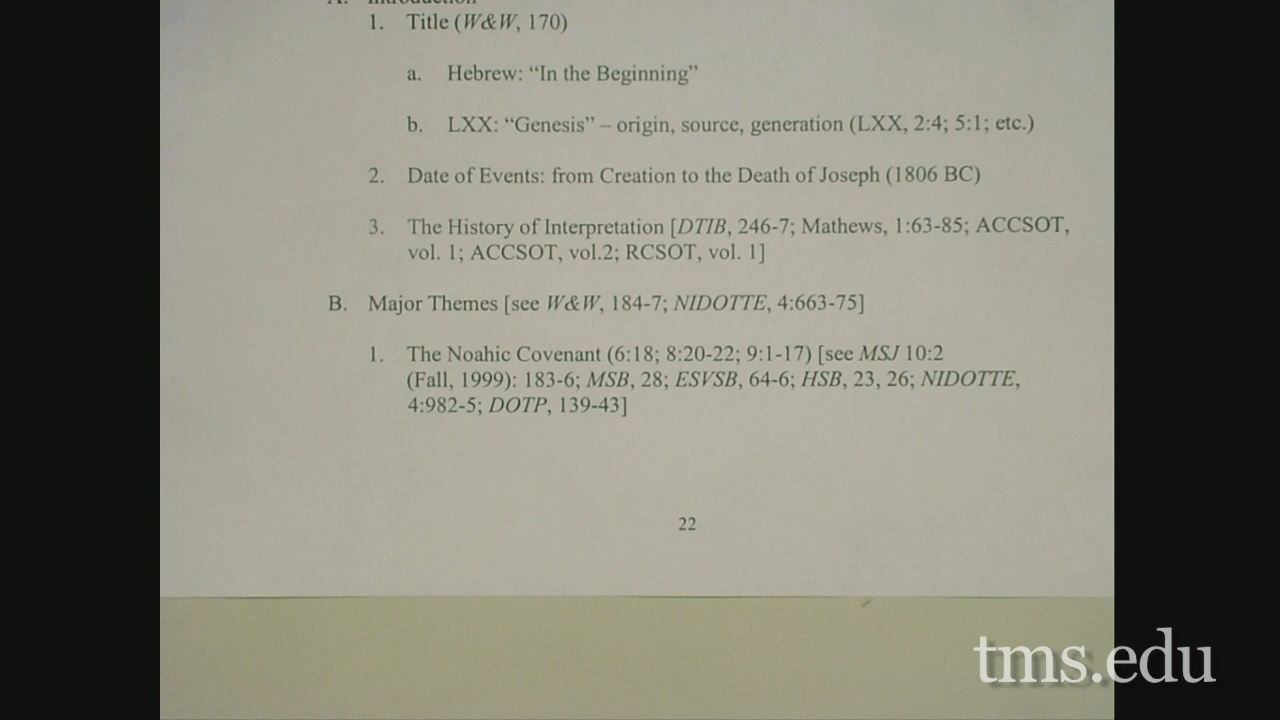 A. Introduction
1. Title (W&W, 170)
a. Hebrew: “In the Beginning”
b. LXX: “Genesis” – origin, source, generation (LXX, 2:4; 5:1; etc.)
2. Date of Events: from Creation to the Death of Joseph (1806 BC)
3. The History of Interpretation [DTIB, 246-7; Mathews, 1:63-85; ACCSOT,
vol. 1; ACCSOT, vol.2; RCSOT, vol. 1]
B. Major Themes [see W&W, 184-7; NIDOTTE, 4:663-75]
1. The Noahic Covenant (6:18; 8:20-22; 9:1-17) [see MSJ 10:2
(Fall, 1999): 183-6; MSB, 28; ESVSB, 64-6; HSB, 23, 26; NIDOTTE,
4:982-5; DOTP, 139-43]
22
tms.edu